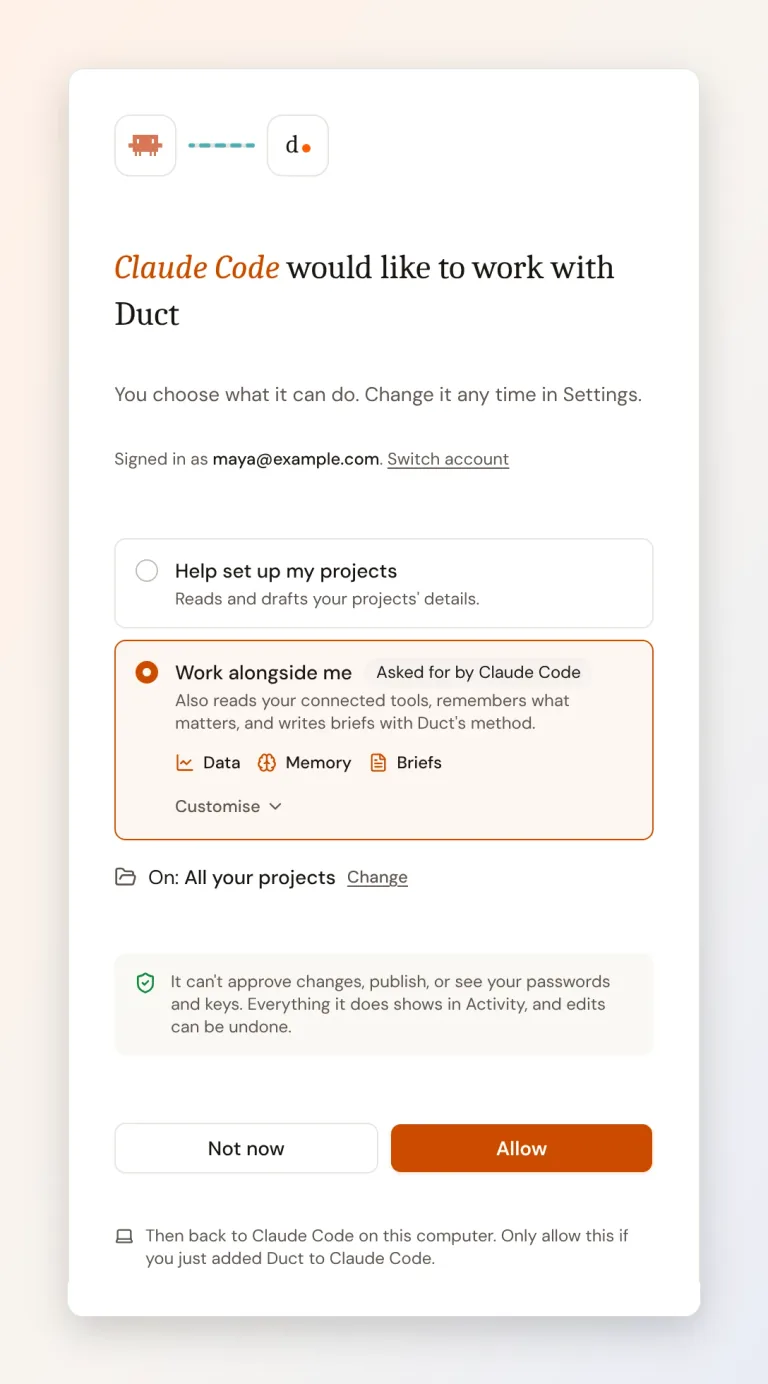 d.
Claude Code would like to work with
Duct
You choose what it can do. Change it any time in Settings.
Signed in as maya@example.com. Switch account
Help set up my projects
Reads and drafts your projects' details.
Work alongside me Asked for by Claude Code
Also reads your connected tools, remembers what
matters, and writes briefs with Duct's method.
Data Memory Briefs
Customise
On: All your projects Change
It can't approve changes, publish, or see your passwords
and keys. Everything it does shows in Activity, and edits
can be undone.
Not now Allow
Then back to Claude Code on this computer. Only allow this if
you just added Duct to Claude Code.